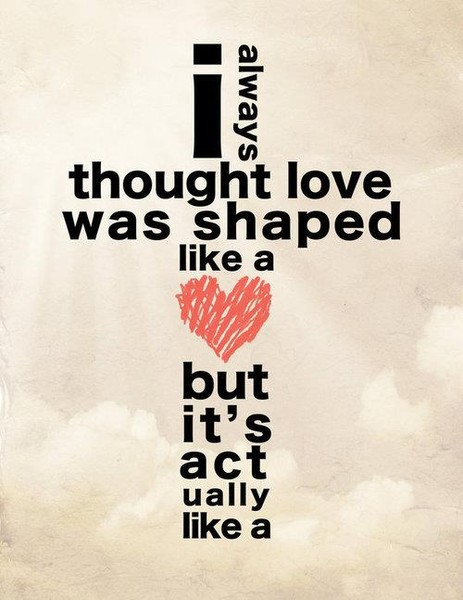 i always
thought love
was shaped
like a
but
it's
act
ually
like a